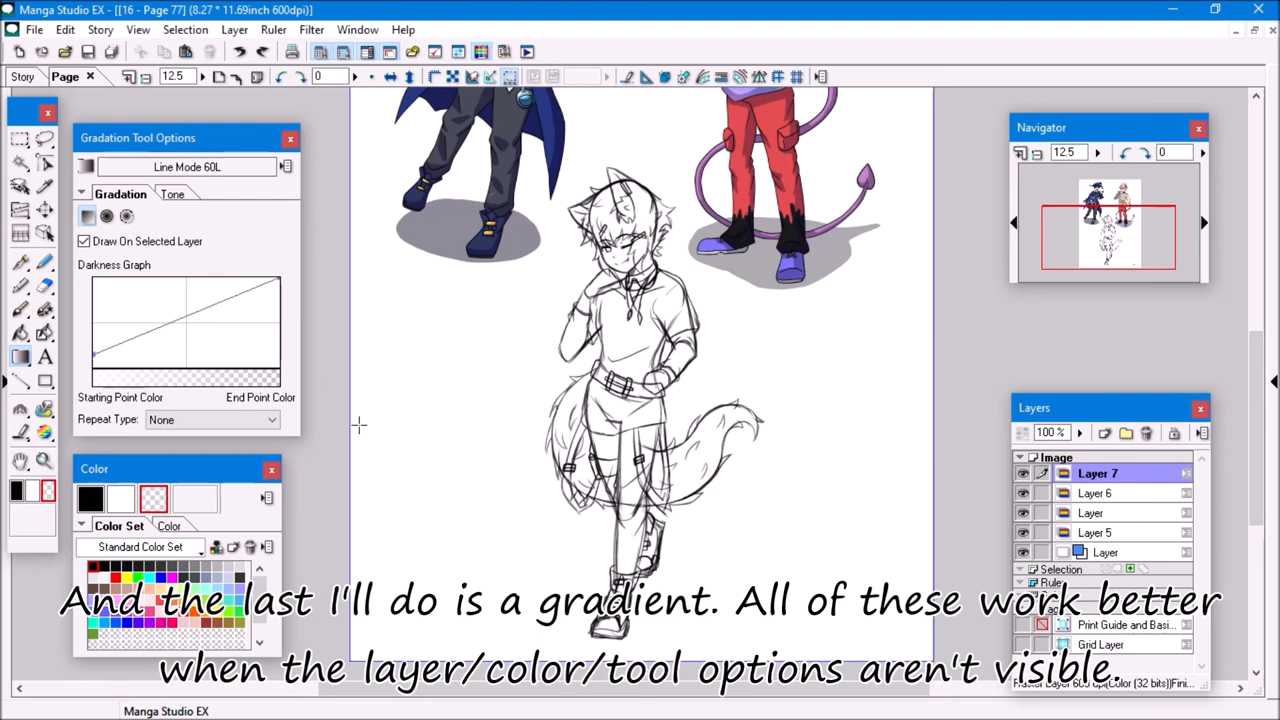 Manga Studio EX - [[16 - Page 77] (8.27 * 11.69inch 600dpi)]
File Edit Story View Selection Layer Ruler Filter Window Help
Story Page 12.5 0
Gradation Tool Options
Line Mode 60L
Gradation Tone
Draw On Selected Layer
Darkness Graph
Starting Point Color End Point Color
Repeat Type: None
Color
Color Set Color
Standard Color Set
Navigator
12.5 0
Layers
100 %
Image
Layer 7
Layer 6
Layer
Layer 5
Layer
Selection
Print Guide and Basi...
Grid Layer
And the last I'll do is a gradient. All of these work better
when the layer/color/tool options aren't visible.
Manga Studio EX